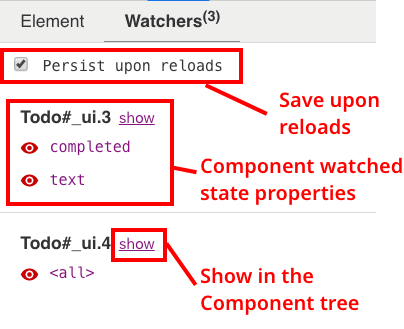 Element Watchers(3)
Persist upon reloads
Save upon
reloads
Todo#_ui.3 show
completed
Component watched
state properties
text
Todo#_ui.4 show
<all>
Show in the
Component tree